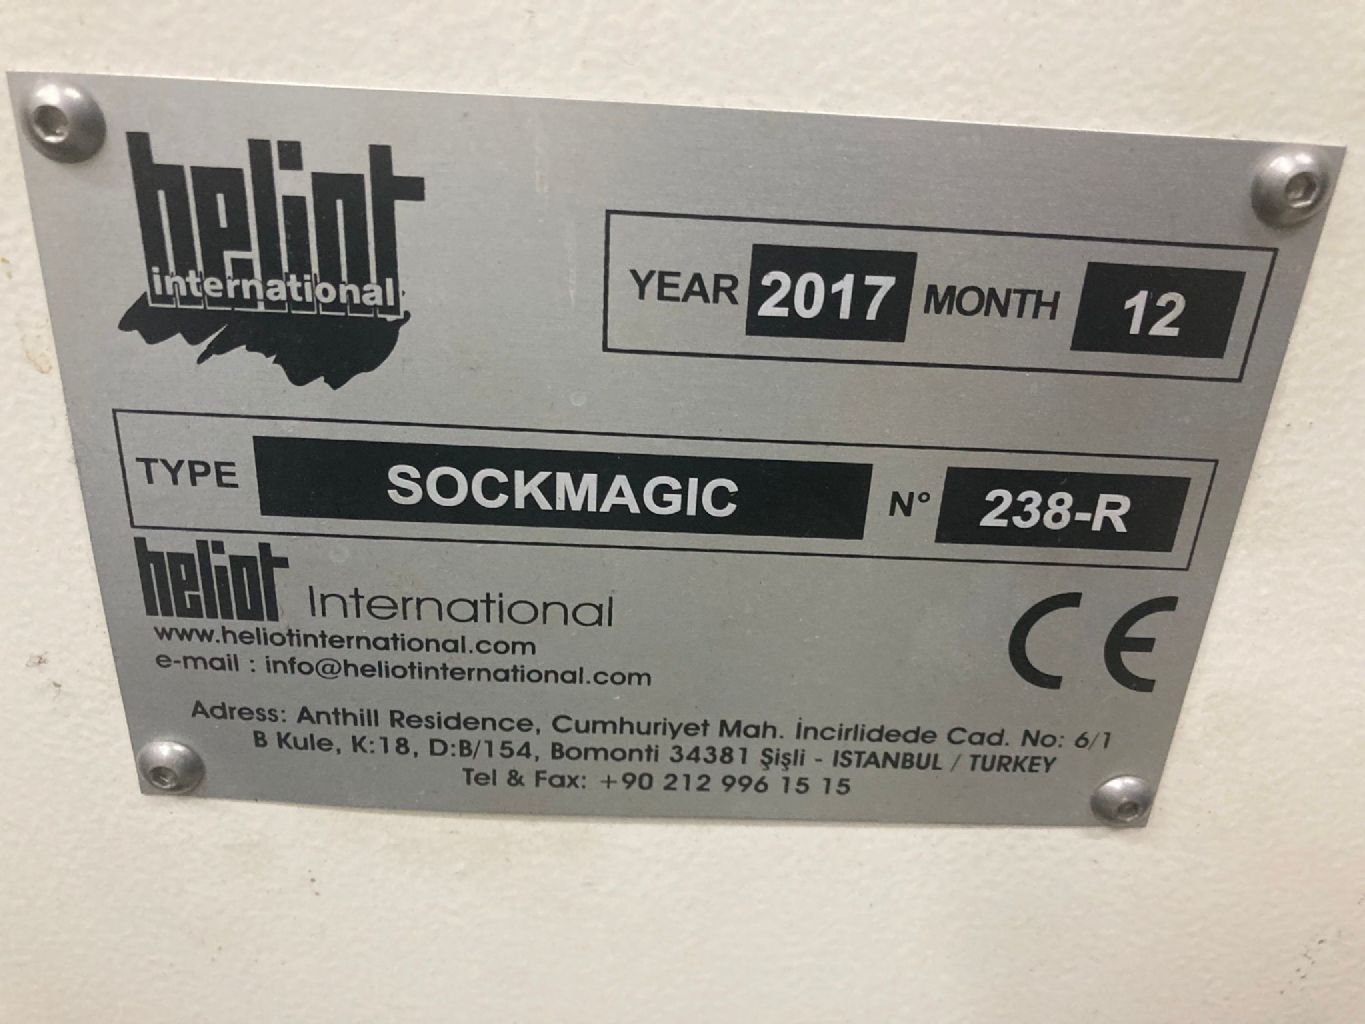 heliot
international
YEAR 2017 MONTH 12
TYPE SOCKMAGIC N° 238-R
heliot International
www.heliotinternational.com
e-mail : info@heliotinternational.com
CE
Adress: Anthill Residence, Cumhuriyet Mah. İncirlidede Cad. No: 6/1
B Kule, K:18, D:B/154, Bomonti 34381 Şişli - ISTANBUL / TURKEY
Tel & Fax: +90 212 996 15 15